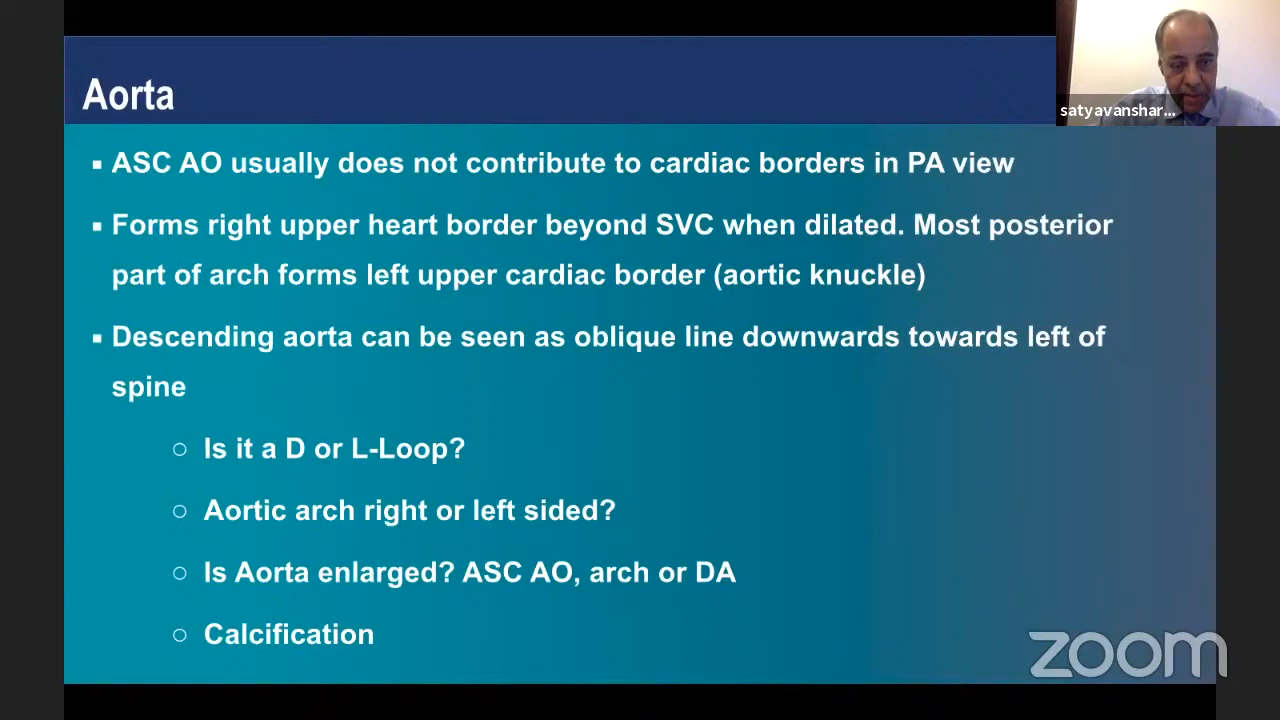 Aorta
satyavanshar...
▪ ASC AO usually does not contribute to cardiac borders in PA view
▪ Forms right upper heart border beyond SVC when dilated. Most posterior
part of arch forms left upper cardiac border (aortic knuckle)
▪ Descending aorta can be seen as oblique line downwards towards left of
spine
○ Is it a D or L-Loop?
○ Aortic arch right or left sided?
○ Is Aorta enlarged? ASC AO, arch or DA
○ Calcification
zoom